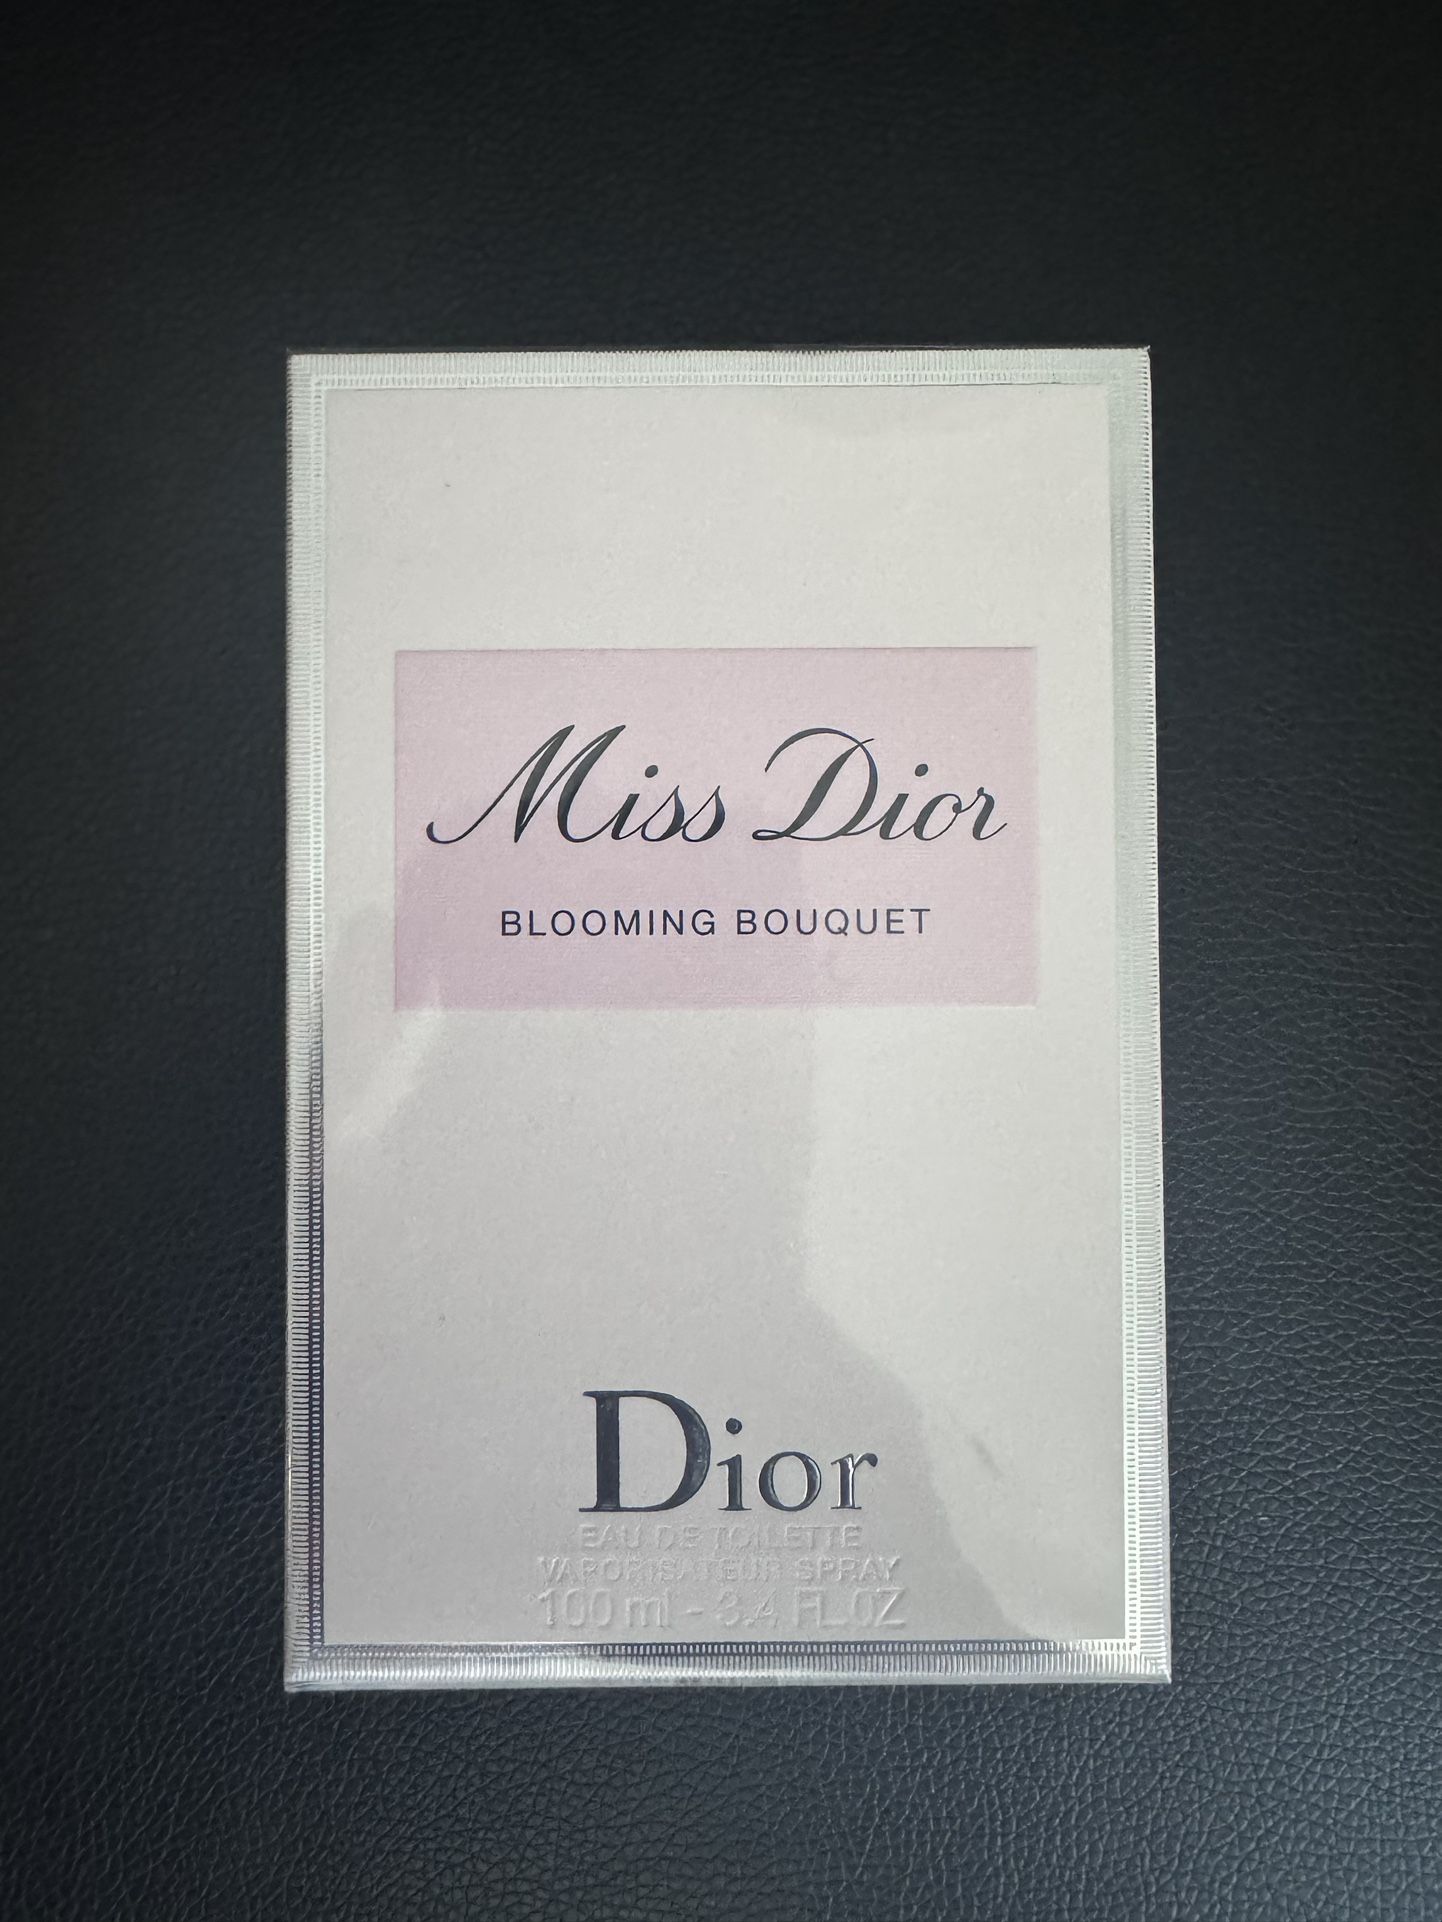 Miss Dior
BLOOMING BOUQUET
Dior
EAU DE TOILETTE
VAPORISATEUR SPRAY
100 ml - 3.4 FL.OZ